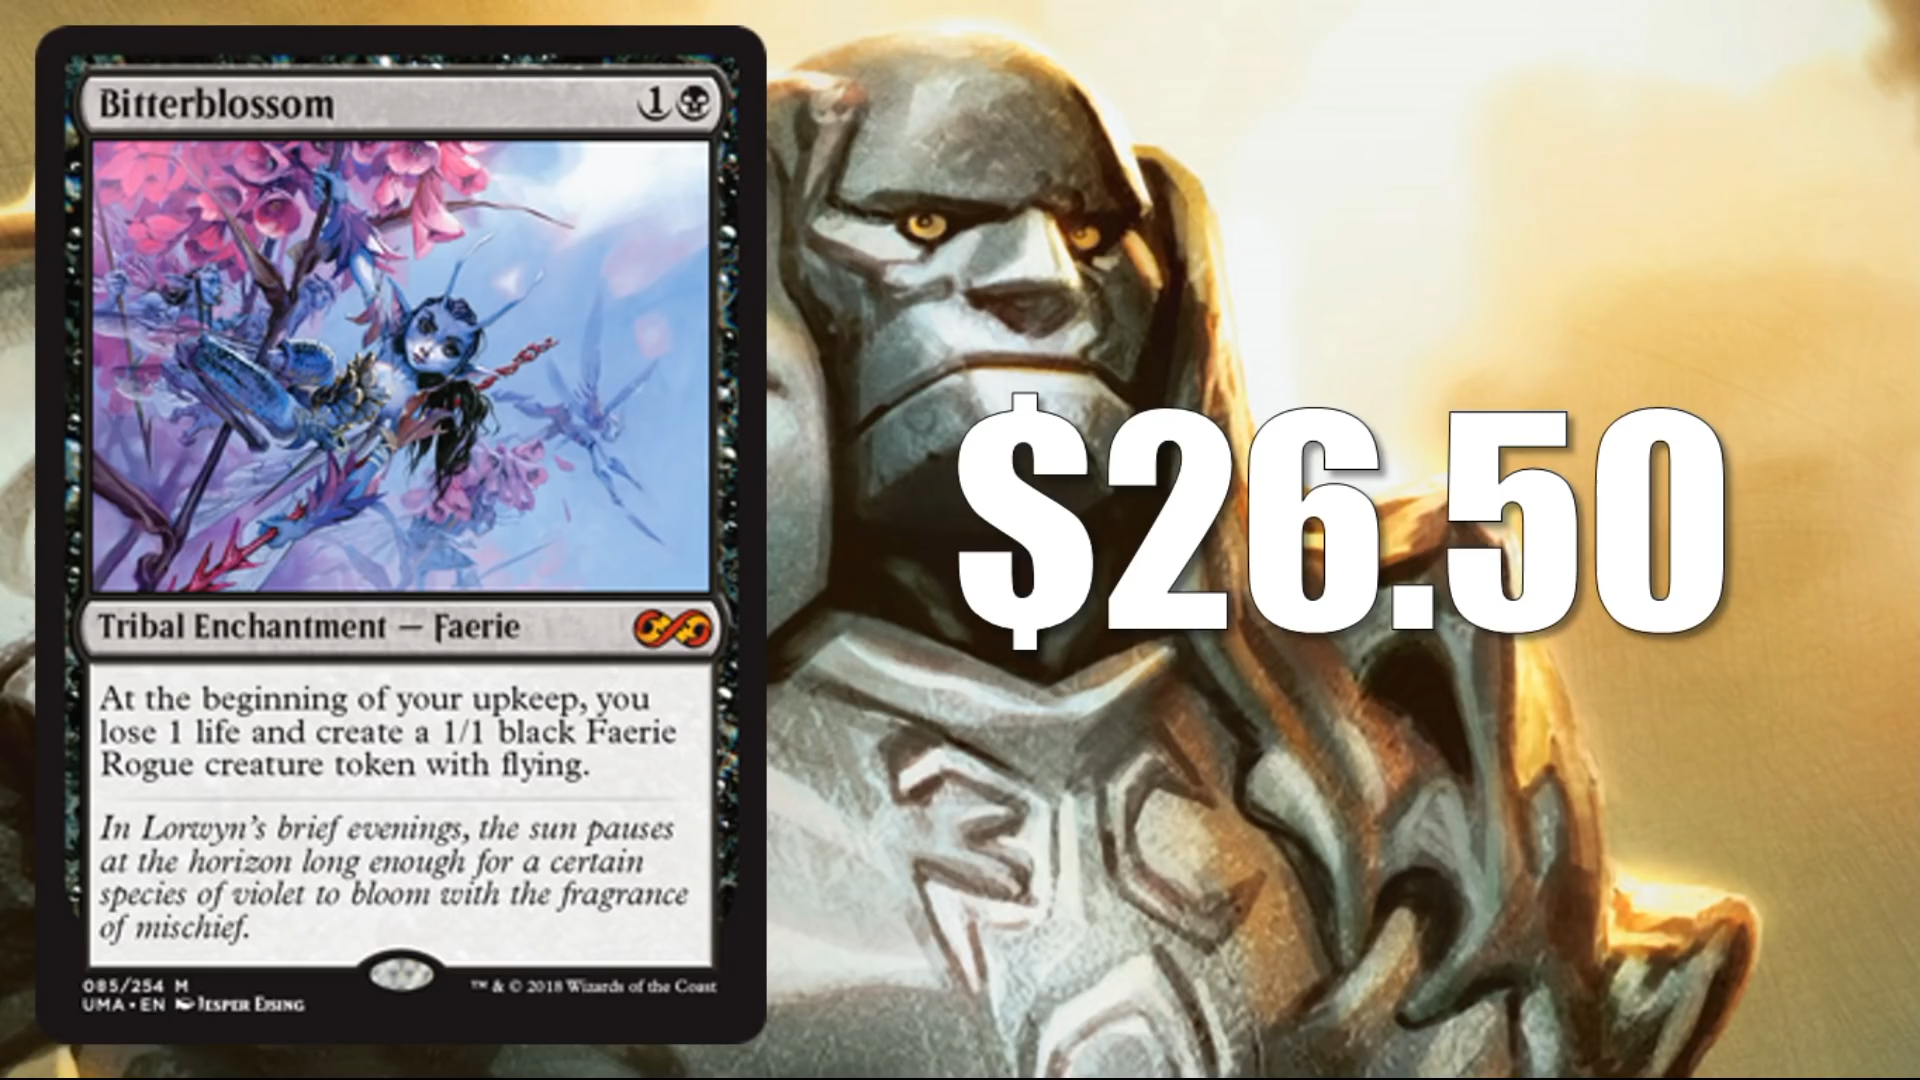 Bitterblossom 1
Tribal Enchantment — Faerie
At the beginning of your upkeep, you
lose 1 life and create a 1/1 black Faerie
Rogue creature token with flying.
In Lorwyn's brief evenings, the sun pauses
at the horizon long enough for a certain
species of violet to bloom with the fragrance
of mischief.
085/254 M
UMA • EN JESPER EJSING
™ & © 2018 Wizards of the Coast
$26.50